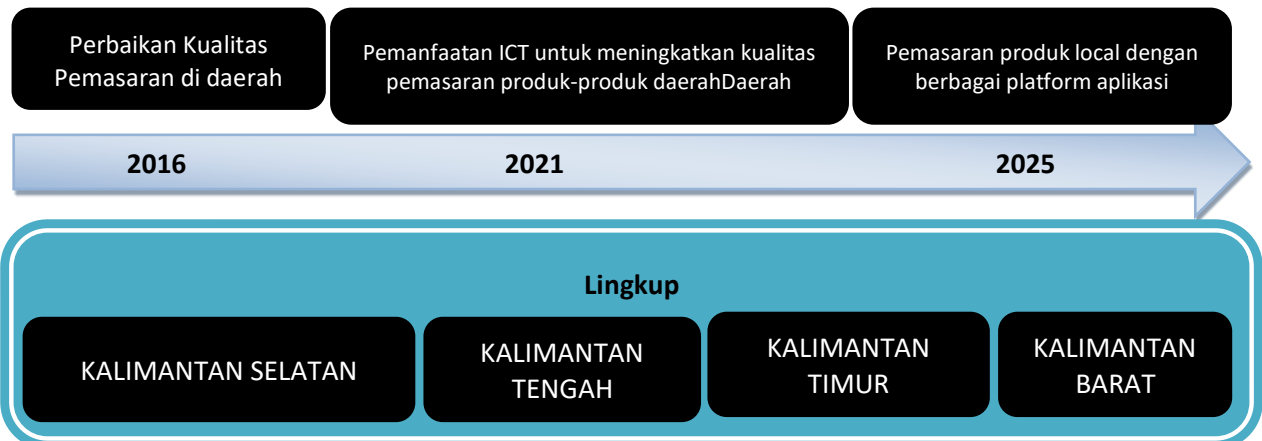 Perbaikan Kualitas
Pemasaran di daerah
Pemanfaatan ICT untuk meningkatkan kualitas
pemasaran produk-produk daerahDaerah
Pemasaran produk local dengan
berbagai platform aplikasi
2016
2021
2025
Lingkup
KALIMANTAN SELATAN
KALIMANTAN
TENGAH
KALIMANTAN
TIMUR
KALIMANTAN
BARAT